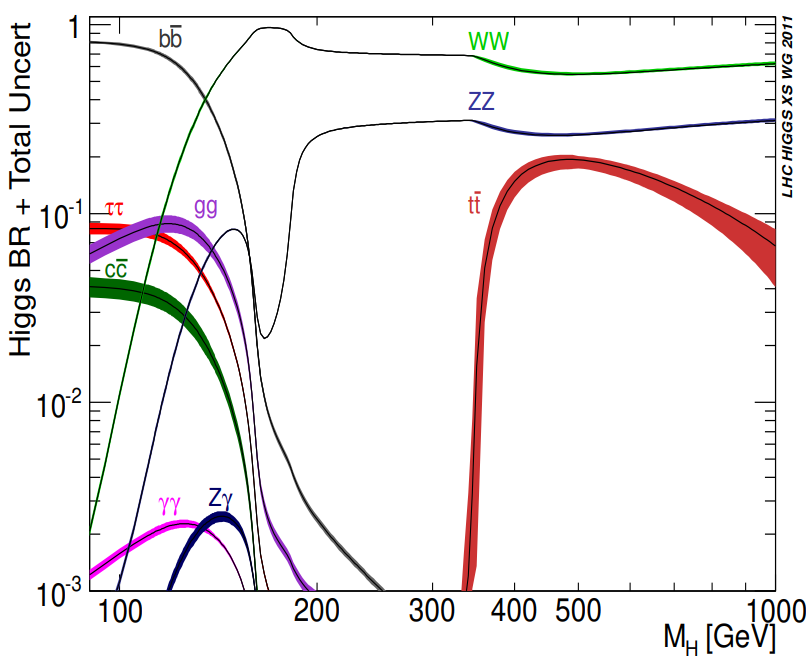 Higgs BR + Total Uncert
1
10⁻¹
10⁻²
10⁻³
bb̅
WW
ZZ
ττ
gg
tt̅
cc̅
γγ
Zγ
100
200
300
400
500
1000
M_H [GeV]
LHC HIGGS XS WG 2011